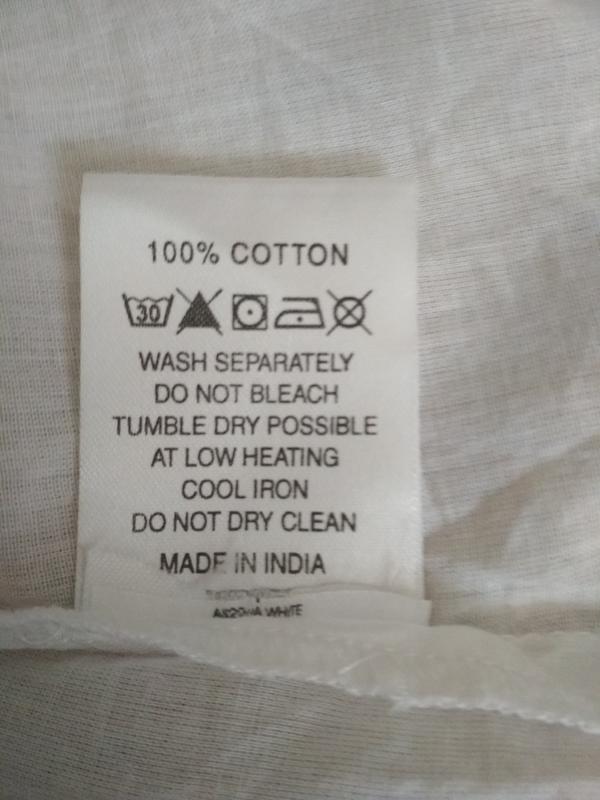 100% COTTON
30
WASH SEPARATELY
DO NOT BLEACH
TUMBLE DRY POSSIBLE
AT LOW HEATING
COOL IRON
DO NOT DRY CLEAN
MADE IN INDIA
WHITE